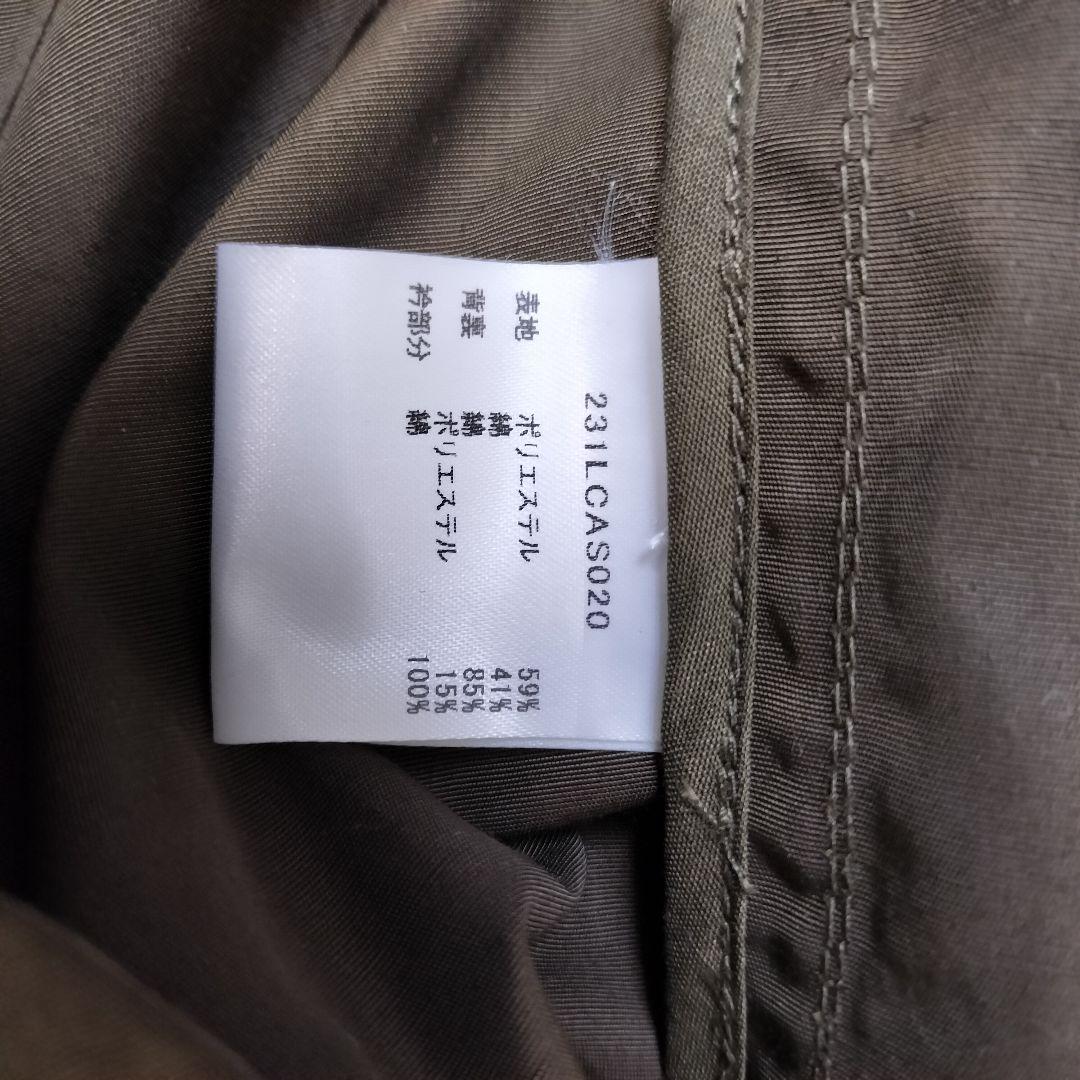 231LCAS020
表地 ポリエステル 59%
綿 41%
背裏 綿 85%
ポリエステル 15%
衿部分 綿 100%